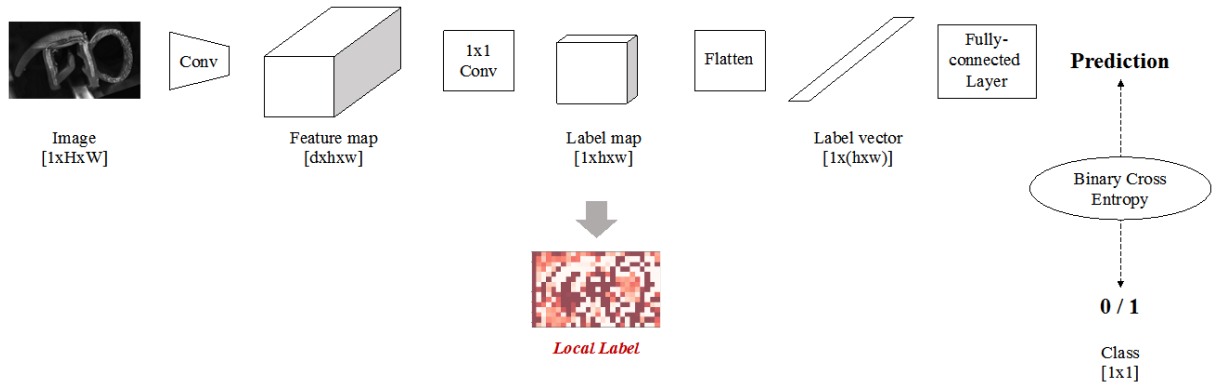 Conv
1x1
Conv
Flatten
Fully-
connected
Layer
Prediction
Image
[1xHxW]
Feature map
[dxhxw]
Label map
[1xhxw]
Label vector
[1x(hxw)]
Binary Cross
Entropy
Local Label
0 / 1
Class
[1x1]